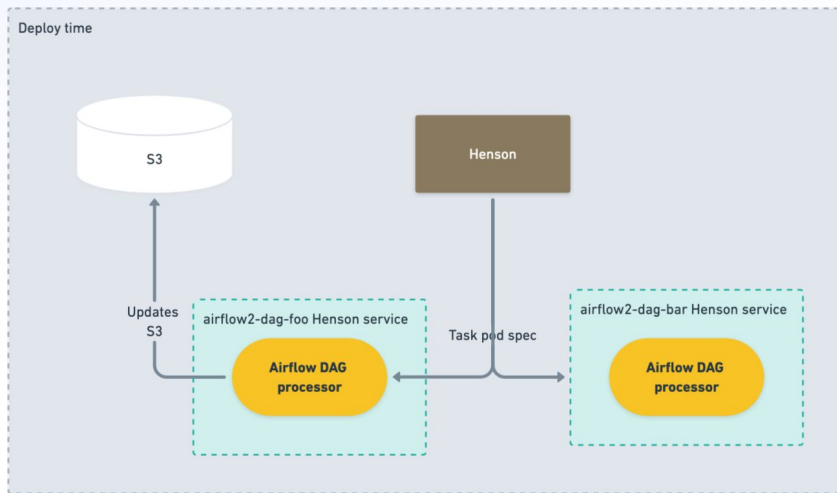 Deploy time
S3
Henson
Updates
S3
airflow2-dag-foo Henson service
Task pod spec
airflow2-dag-bar Henson service
Airflow DAG
processor
Airflow DAG
processor